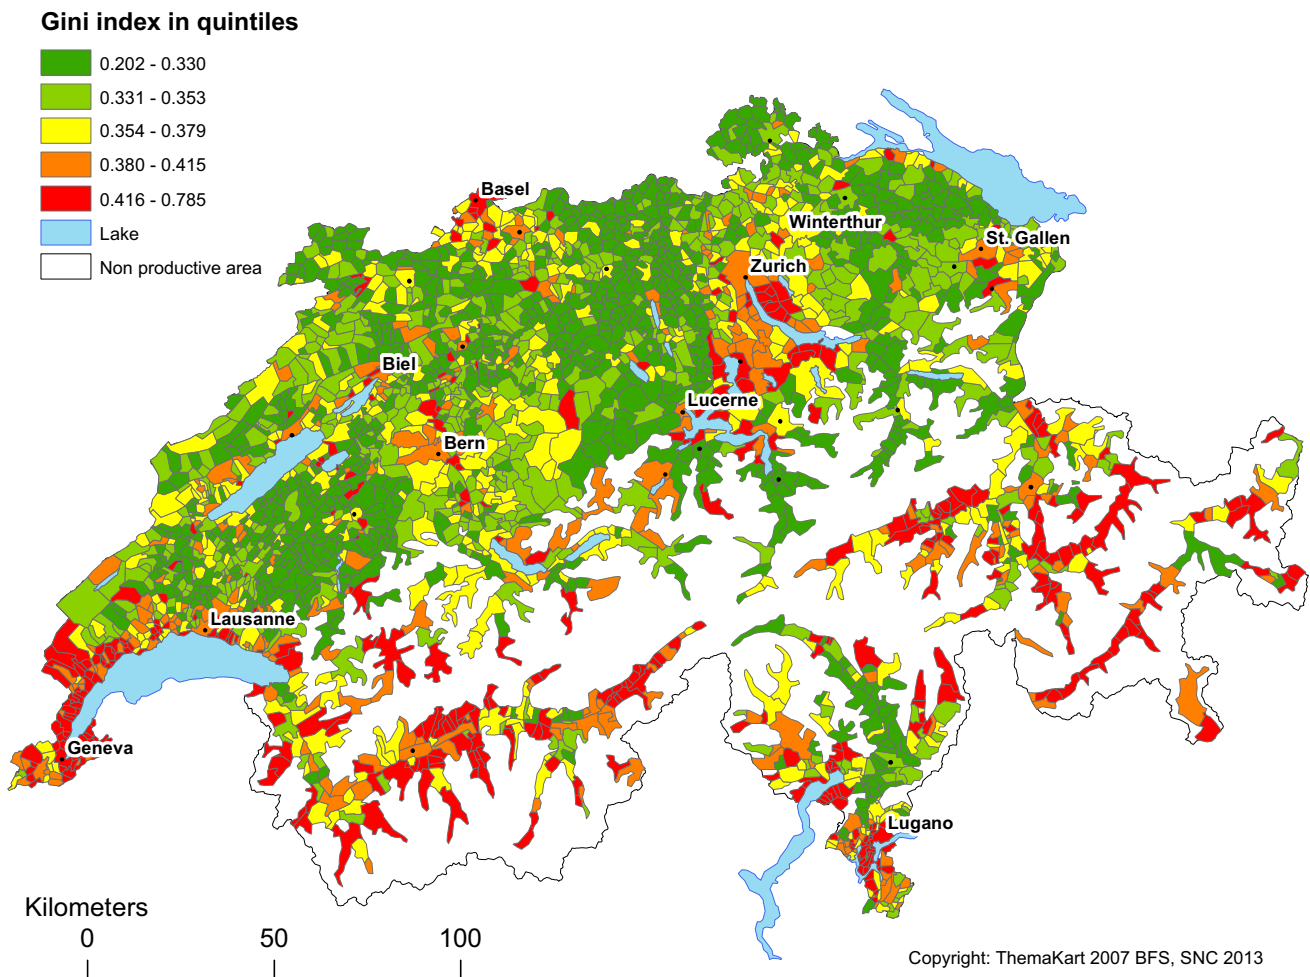 Gini index in quintiles
0.202 - 0.330
0.331 - 0.353
0.354 - 0.379
0.380 - 0.415
0.416 - 0.785
Lake
Non productive area
Basel
Winterthur
St. Gallen
Zurich
Biel
Lucerne
Bern
Lausanne
Geneva
Lugano
Kilometers
0 50 100
Copyright: ThemaKart 2007 BFS, SNC 2013